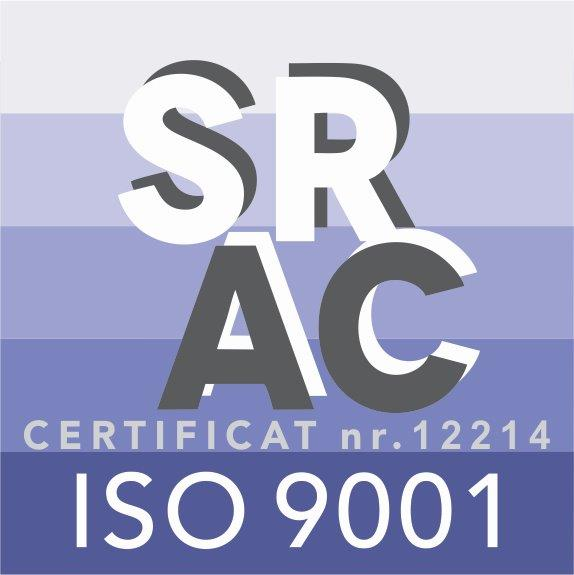 SR
AC
CERTIFICAT nr.12214
ISO 9001